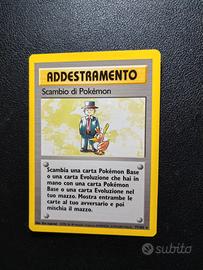 ADDESTRAMENTO
Scambio di Pokémon
Scambia una carta Pokémon Base
o una carta Evoluzione che hai in
mano con una carta Pokémon Base
o una carta Evoluzione nel tuo
mazzo. Mostra entrambe le
carte al tuo avversario e poi
mischia il mazzo.
subito